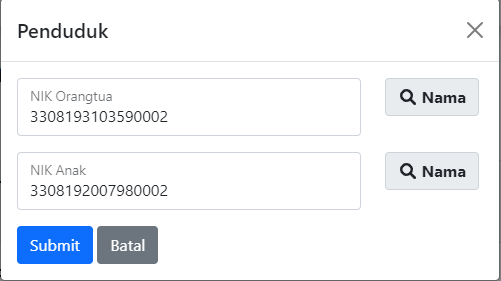 Penduduk
NIK Orangtua
3308193103590002
Nama
NIK Anak
3308192007980002
Nama
Submit Batal